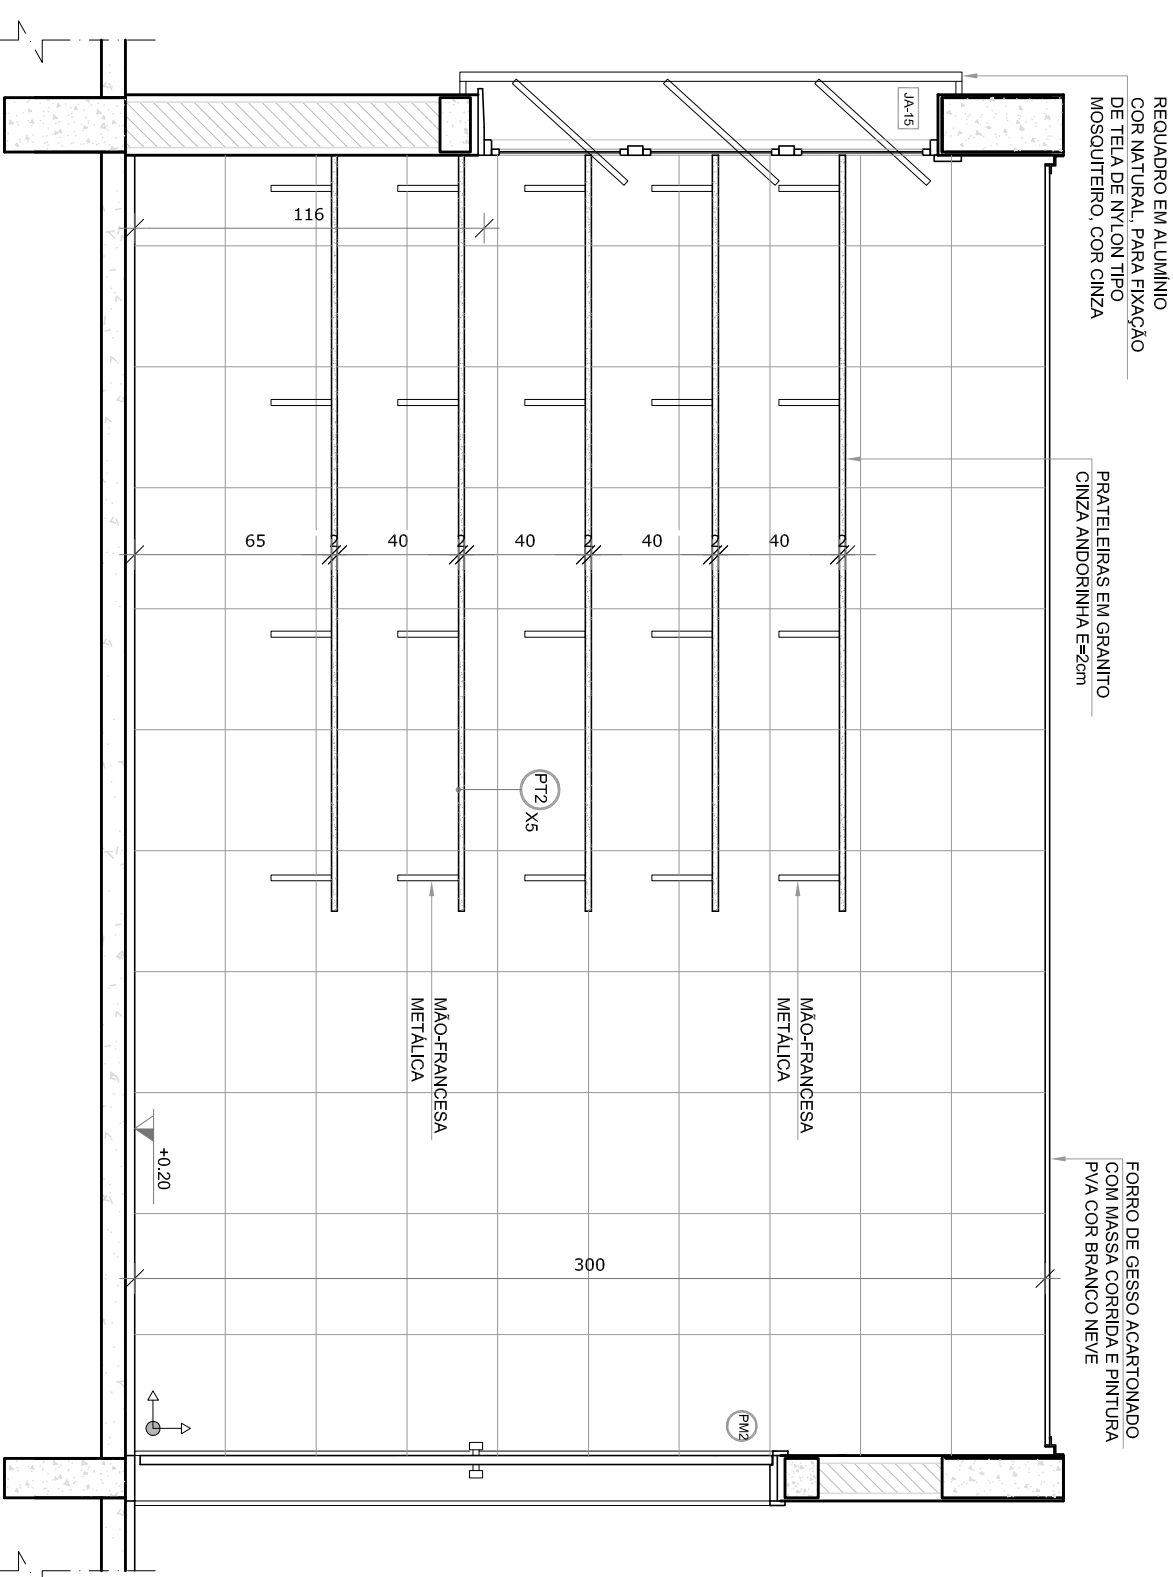 REQUADRO EM ALUMÍNIO
COR NATURAL, PARA FIXAÇÃO
DE TELA DE NYLON TIPO
MOSQUITEIRO, COR CINZA
PRATELEIRAS EM GRANITO
CINZA ANDORINHA E=2cm
FORRO DE GESSO ACARTONADO
COM MASSA CORRIDA E PINTURA
PVA COR BRANCO NEVE
JA-15
116
65
2
40
2
40
2
40
2
40
2
PT2
X5
MÃO-FRANCESA
METÁLICA
MÃO-FRANCESA
METÁLICA
+0.20
300
PM2